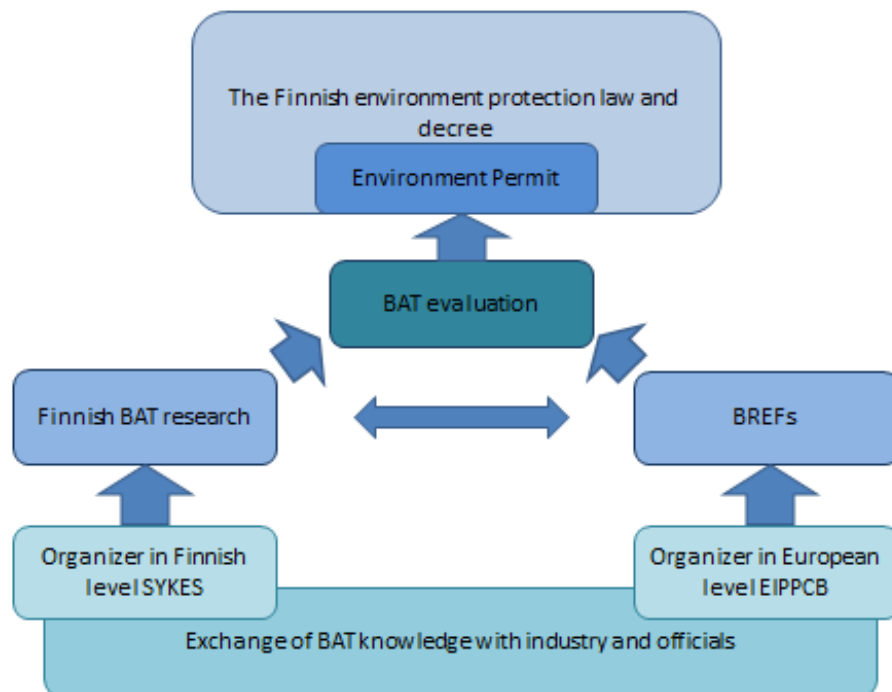 The Finnish environment protection law and
decree
Environment Permit
BAT evaluation
Finnish BAT research
BREFs
Organizer in Finnish
level SYKES
Organizer in European
level EIPPCB
Exchange of BAT knowledge with industry and officials